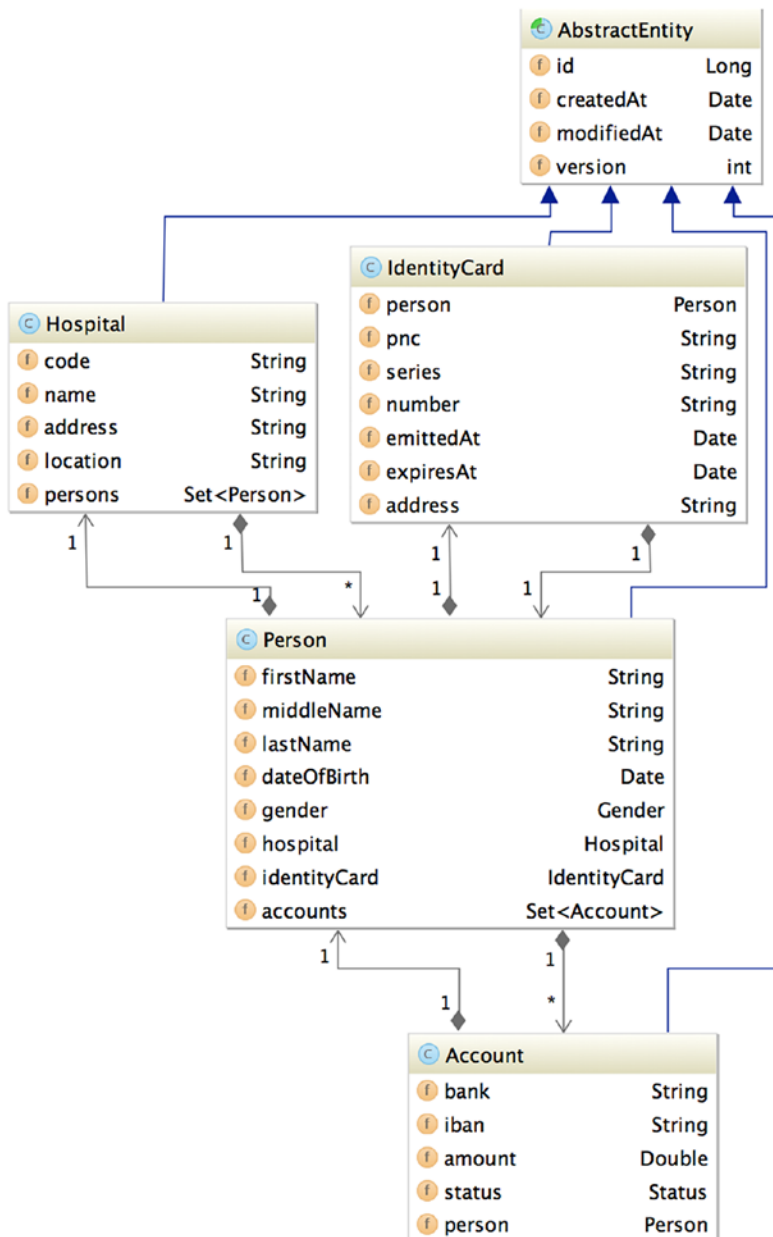 AbstractEntity
id Long
createdAt Date
modifiedAt Date
version int
IdentityCard
person Person
pnc String
series String
number String
emittedAt Date
expiresAt Date
address String
Hospital
code String
name String
address String
location String
persons Set<Person>
1 1 1 1
1 * 1 1
Person
firstName String
middleName String
lastName String
dateOfBirth Date
gender Gender
hospital Hospital
identityCard IdentityCard
accounts Set<Account>
1 1
1 *
Account
bank String
iban String
amount Double
status Status
person Person